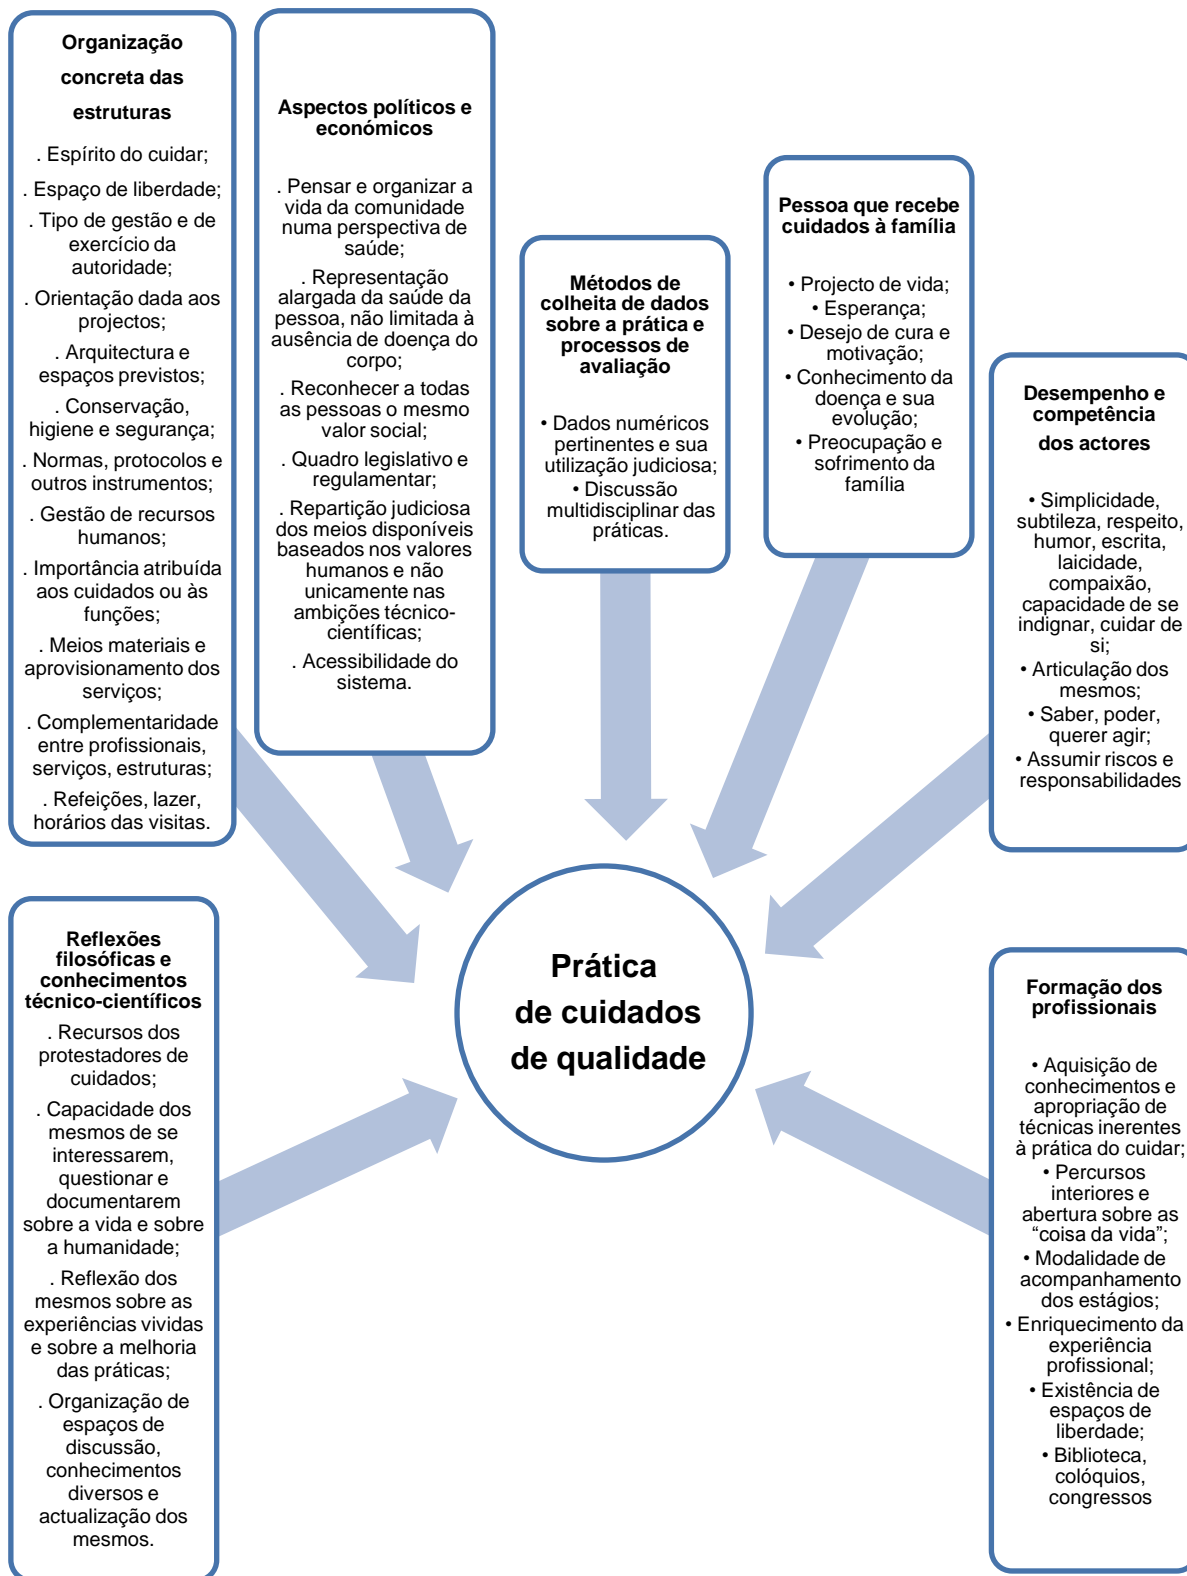 Organização
concreta das
estruturas
. Espírito do cuidar;
. Espaço de liberdade;
. Tipo de gestão e de
exercício da
autoridade;
. Orientação dada aos
projectos;
. Arquitectura e
espaços previstos;
. Conservação,
higiene e segurança;
. Normas, protocolos e
outros instrumentos;
. Gestão de recursos
humanos;
. Importância atribuída
aos cuidados ou às
funções;
. Meios materiais e
aprovisionamento dos
serviços;
. Complementaridade
entre profissionais,
serviços, estruturas;
. Refeições, lazer,
horários das visitas.
Aspectos políticos e
económicos
. Pensar e organizar a
vida da comunidade
numa perspectiva de
saúde;
. Representação
alargada da saúde da
pessoa, não limitada à
ausência de doença do
corpo;
. Reconhecer a todas
as pessoas o mesmo
valor social;
. Quadro legislativo e
regulamentar;
. Repartição judiciosa
dos meios disponíveis
baseados nos valores
humanos e não
unicamente nas
ambições técnico-
científicas;
. Acessibilidade do
sistema.
Métodos de
colheita de dados
sobre a prática e
processos de
avaliação
• Dados numéricos
pertinentes e sua
utilização judiciosa;
• Discussão
multidisciplinar das
práticas.
Pessoa que recebe
cuidados à família
• Projecto de vida;
• Esperança;
• Desejo de cura e
motivação;
• Conhecimento da
doença e sua
evolução;
• Preocupação e
sofrimento da
família
Desempenho e
competência
dos actores
• Simplicidade,
subtileza, respeito,
humor, escrita,
laicidade,
compaixão,
capacidade de se
indignar, cuidar de
si;
• Articulação dos
mesmos;
• Saber, poder,
querer agir;
• Assumir riscos e
responsabilidades
Reflexões
filosóficas e
conhecimentos
técnico-científicos
. Recursos dos
protestadores de
cuidados;
. Capacidade dos
mesmos de se
interessarem,
questionar e
documentarem
sobre a vida e sobre
a humanidade;
. Reflexão dos
mesmos sobre as
experiências vividas
e sobre a melhoria
das práticas;
. Organização de
espaços de
discussão,
conhecimentos
diversos e
actualização dos
mesmos.
Prática
de cuidados
de qualidade
Formação dos
profissionais
• Aquisição de
conhecimentos e
apropriação de
técnicas inerentes
à prática do cuidar;
• Percursos
interiores e
abertura sobre as
“coisa da vida”;
• Modalidade de
acompanhamento
dos estágios;
• Enriquecimento da
experiência
profissional;
• Existência de
espaços de
liberdade;
• Biblioteca,
colóquios,
congressos